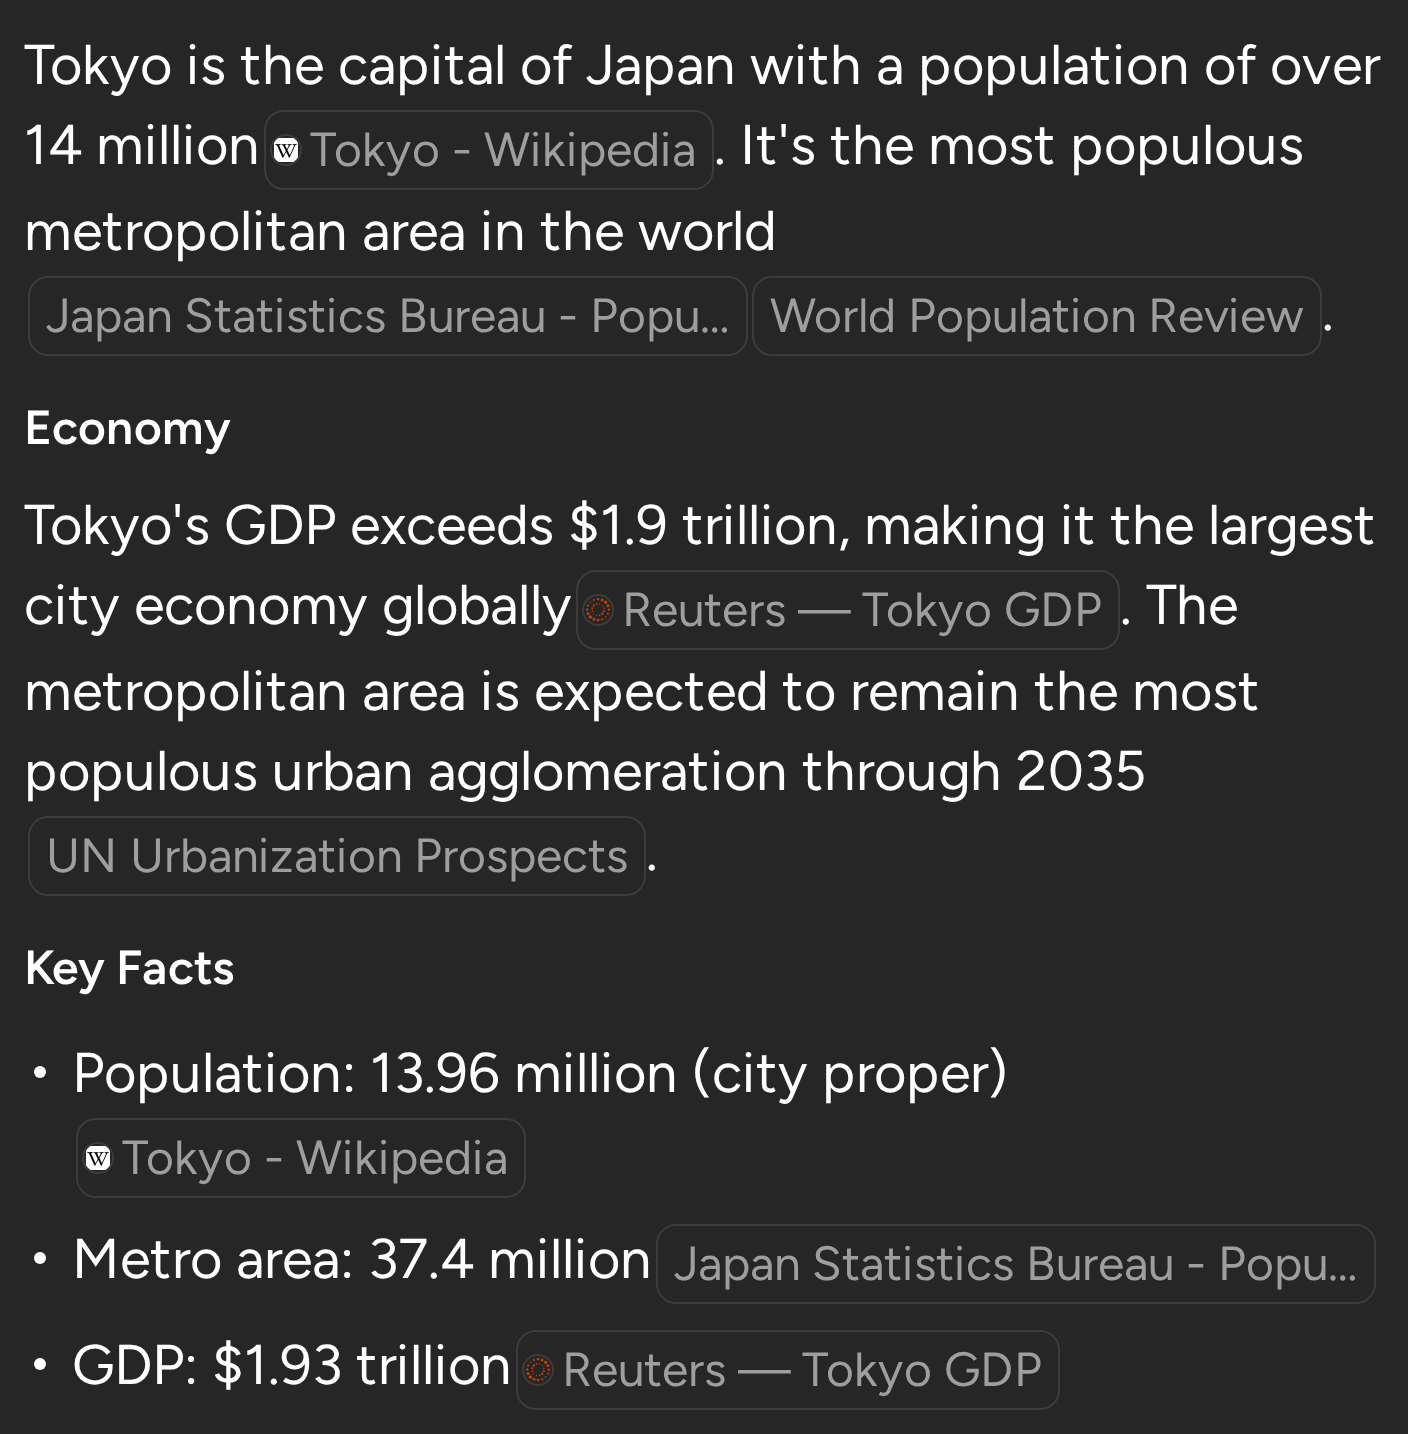 Tokyo is the capital of Japan with a population of over
14 million W Tokyo - Wikipedia . It's the most populous
metropolitan area in the world
Japan Statistics Bureau - Popu... World Population Review .
Economy
Tokyo's GDP exceeds $1.9 trillion, making it the largest
city economy globally Reuters — Tokyo GDP . The
metropolitan area is expected to remain the most
populous urban agglomeration through 2035
UN Urbanization Prospects .
Key Facts
• Population: 13.96 million (city proper)
W Tokyo - Wikipedia
• Metro area: 37.4 million Japan Statistics Bureau - Popu...
• GDP: $1.93 trillion Reuters — Tokyo GDP